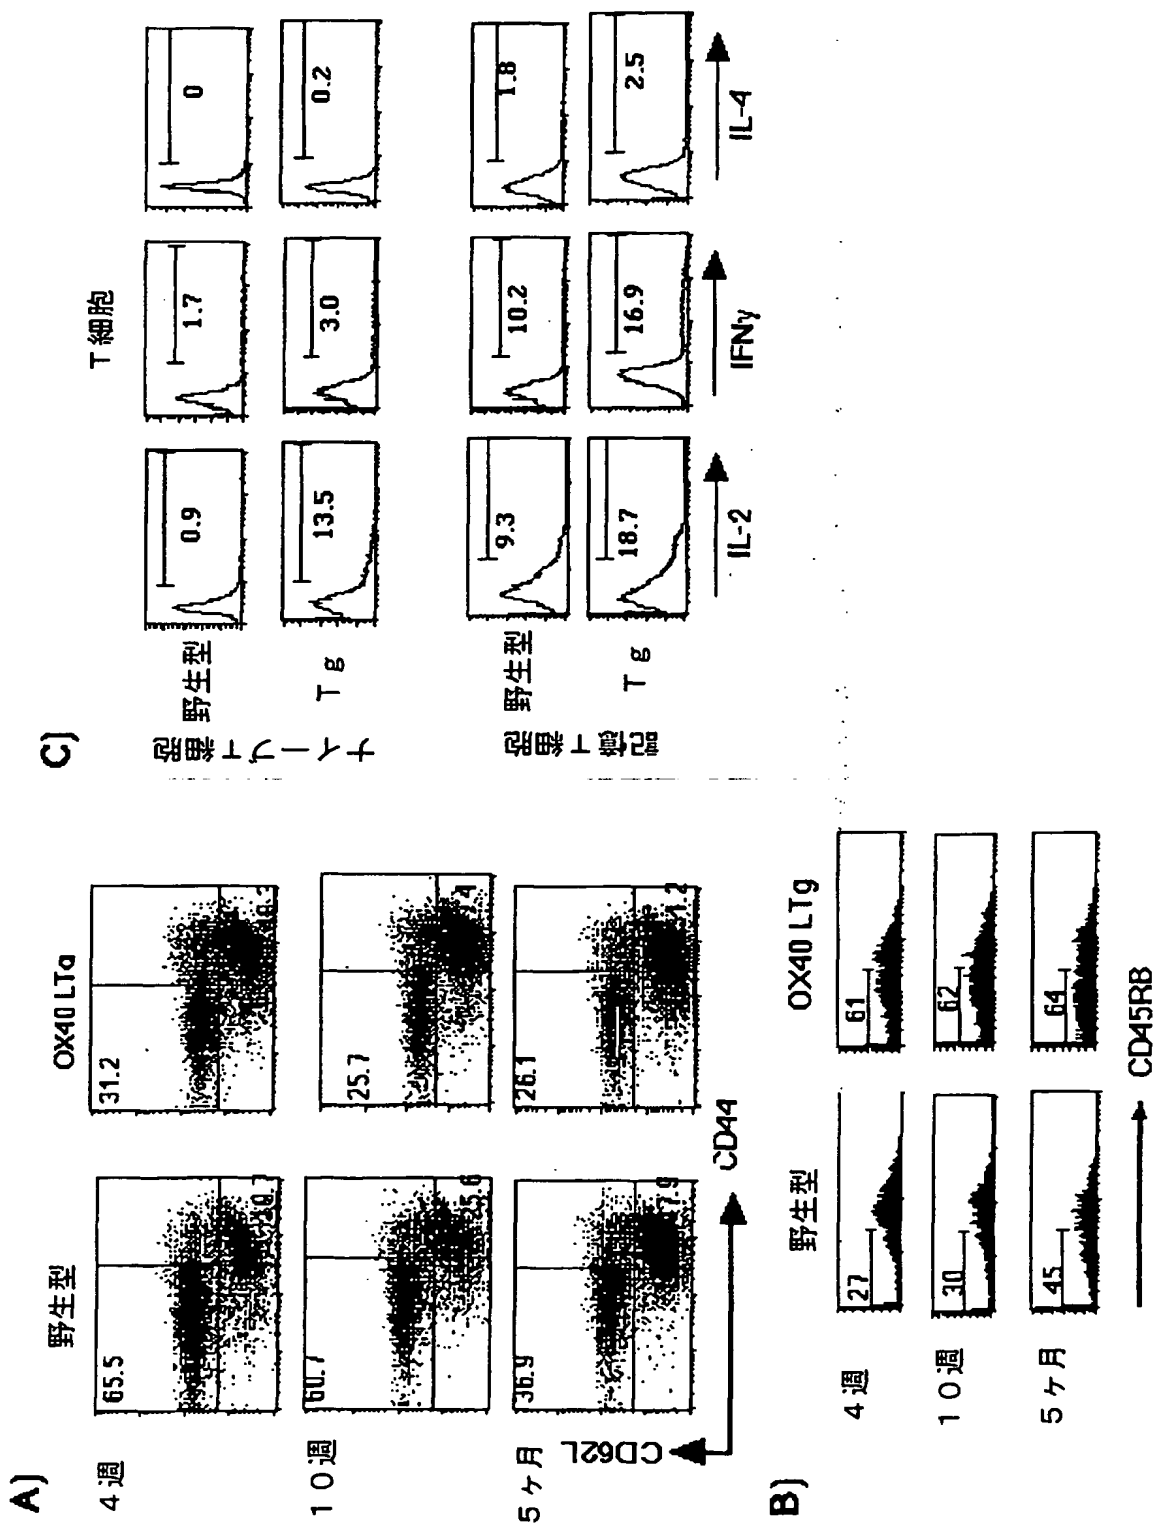 A)
野生型
OX40 LTg
4週
65.5
31.2
10週
60.7
25.7
5ヶ月
36.9
26.1
CD62L
CD44
B)
野生型
OX40 LTg
4週
27
61
10週
30
62
5ヶ月
45
64
CD45RB
C)
T細胞
ナイーブT細胞
野生型
0.9
1.7
0
Tg
13.5
3.0
0.2
記憶T細胞
野生型
9.3
10.2
1.8
Tg
18.7
16.9
2.5
IL-2
IFNγ
IL-4